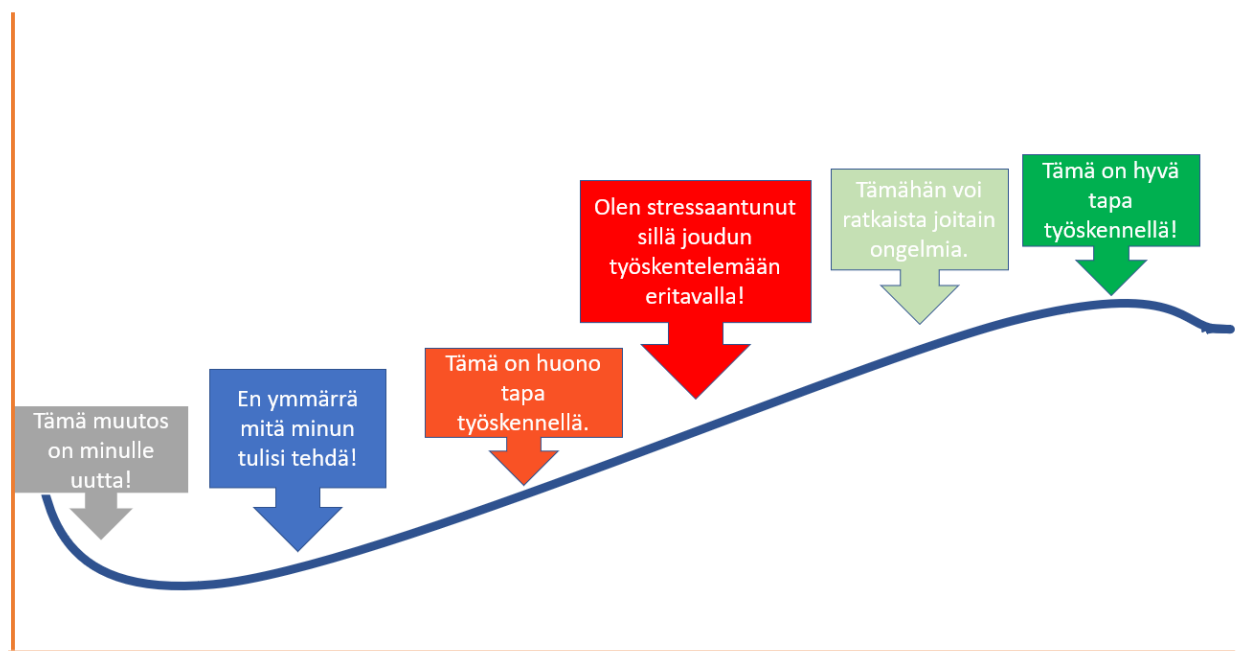 Tämä muutos
on minulle
uutta!
En ymmärrä
mitä minun
tulisi tehdä!
Tämä on huono
tapa
työskennellä.
Olen stressaantunut
sillä joudun
työskentelemään
eritavalla!
Tämähän voi
ratkaista joitain
ongelmia.
Tämä on hyvä
tapa
työskennellä!